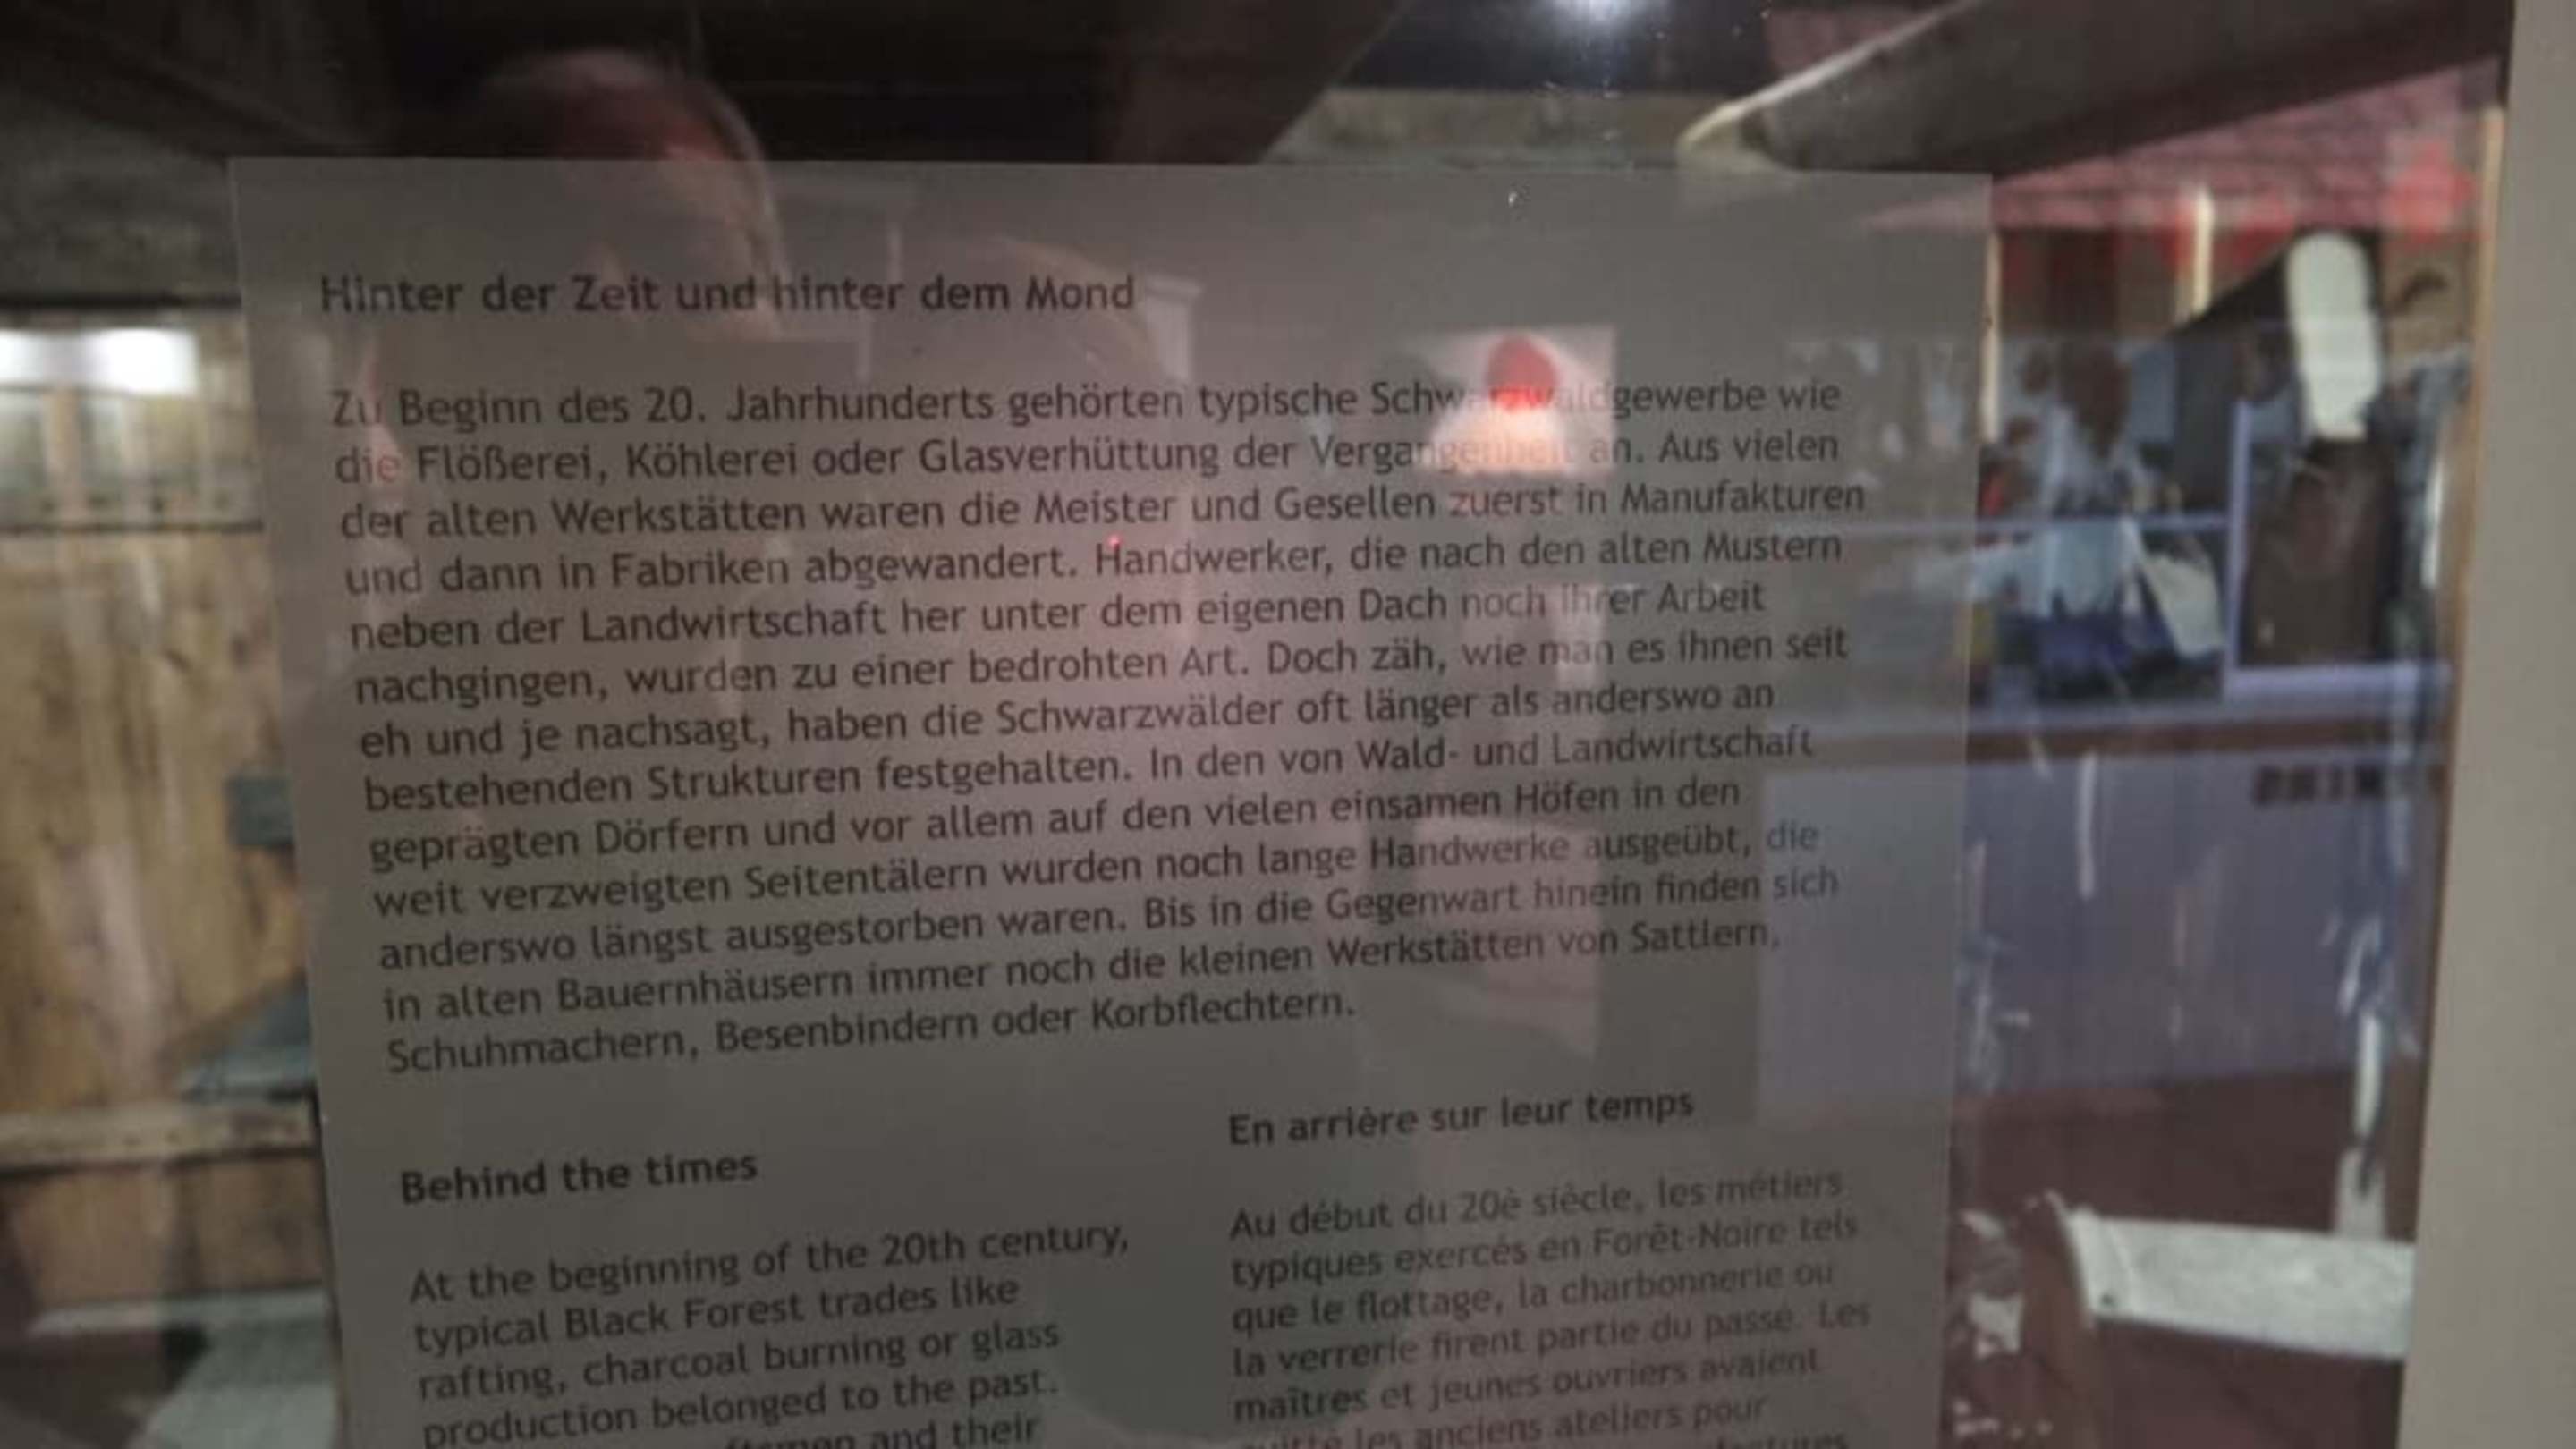 Hinter der Zeit und hinter dem Mond
Zu Beginn des 20. Jahrhunderts gehörten typische Schwarzwaldgewerbe wie
die Flößerei, Köhlerei oder Glasverhüttung der Vergangenheit an. Aus vielen
der alten Werkstätten waren die Meister und Gesellen zuerst in Manufakturen
und dann in Fabriken abgewandert. Handwerker, die nach den alten Mustern
neben der Landwirtschaft her unter dem eigenen Dach noch ihrer Arbeit
nachgingen, wurden zu einer bedrohten Art. Doch zäh, wie man es ihnen seit
eh und je nachsagt, haben die Schwarzwälder oft länger als anderswo an
bestehenden Strukturen festgehalten. In den von Wald- und Landwirtschaft
geprägten Dörfern und vor allem auf den vielen einsamen Höfen in den
weit verzweigten Seitentälern wurden noch lange Handwerke ausgeübt, die
anderswo längst ausgestorben waren. Bis in die Gegenwart hinein finden sich
in alten Bauernhäusern immer noch die kleinen Werkstätten von Sattlern,
Schuhmachern, Besenbindern oder Korbflechtern.
Behind the times
At the beginning of the 20th century,
typical Black Forest trades like
rafting, charcoal burning or glass
production belonged to the past.
and their
En arrière sur leur temps
Au début du 20è siècle, les métiers
typiques exercés en Forêt-Noire tels
que le flottage, la charbonnerie ou
la verrerie firent partie du passé. Les
maîtres et jeunes ouvriers avaient
les anciens ateliers pour